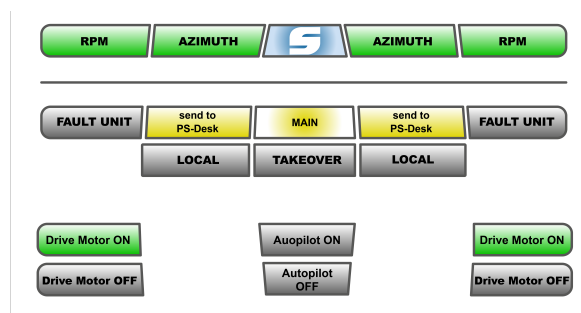 RPM
AZIMUTH
S
AZIMUTH
RPM
FAULT UNIT
send to
PS-Desk
MAIN
send to
PS-Desk
FAULT UNIT
LOCAL
TAKEOVER
LOCAL
Drive Motor ON
Auopilot ON
Drive Motor ON
Drive Motor OFF
Autopilot
OFF
Drive Motor OFF